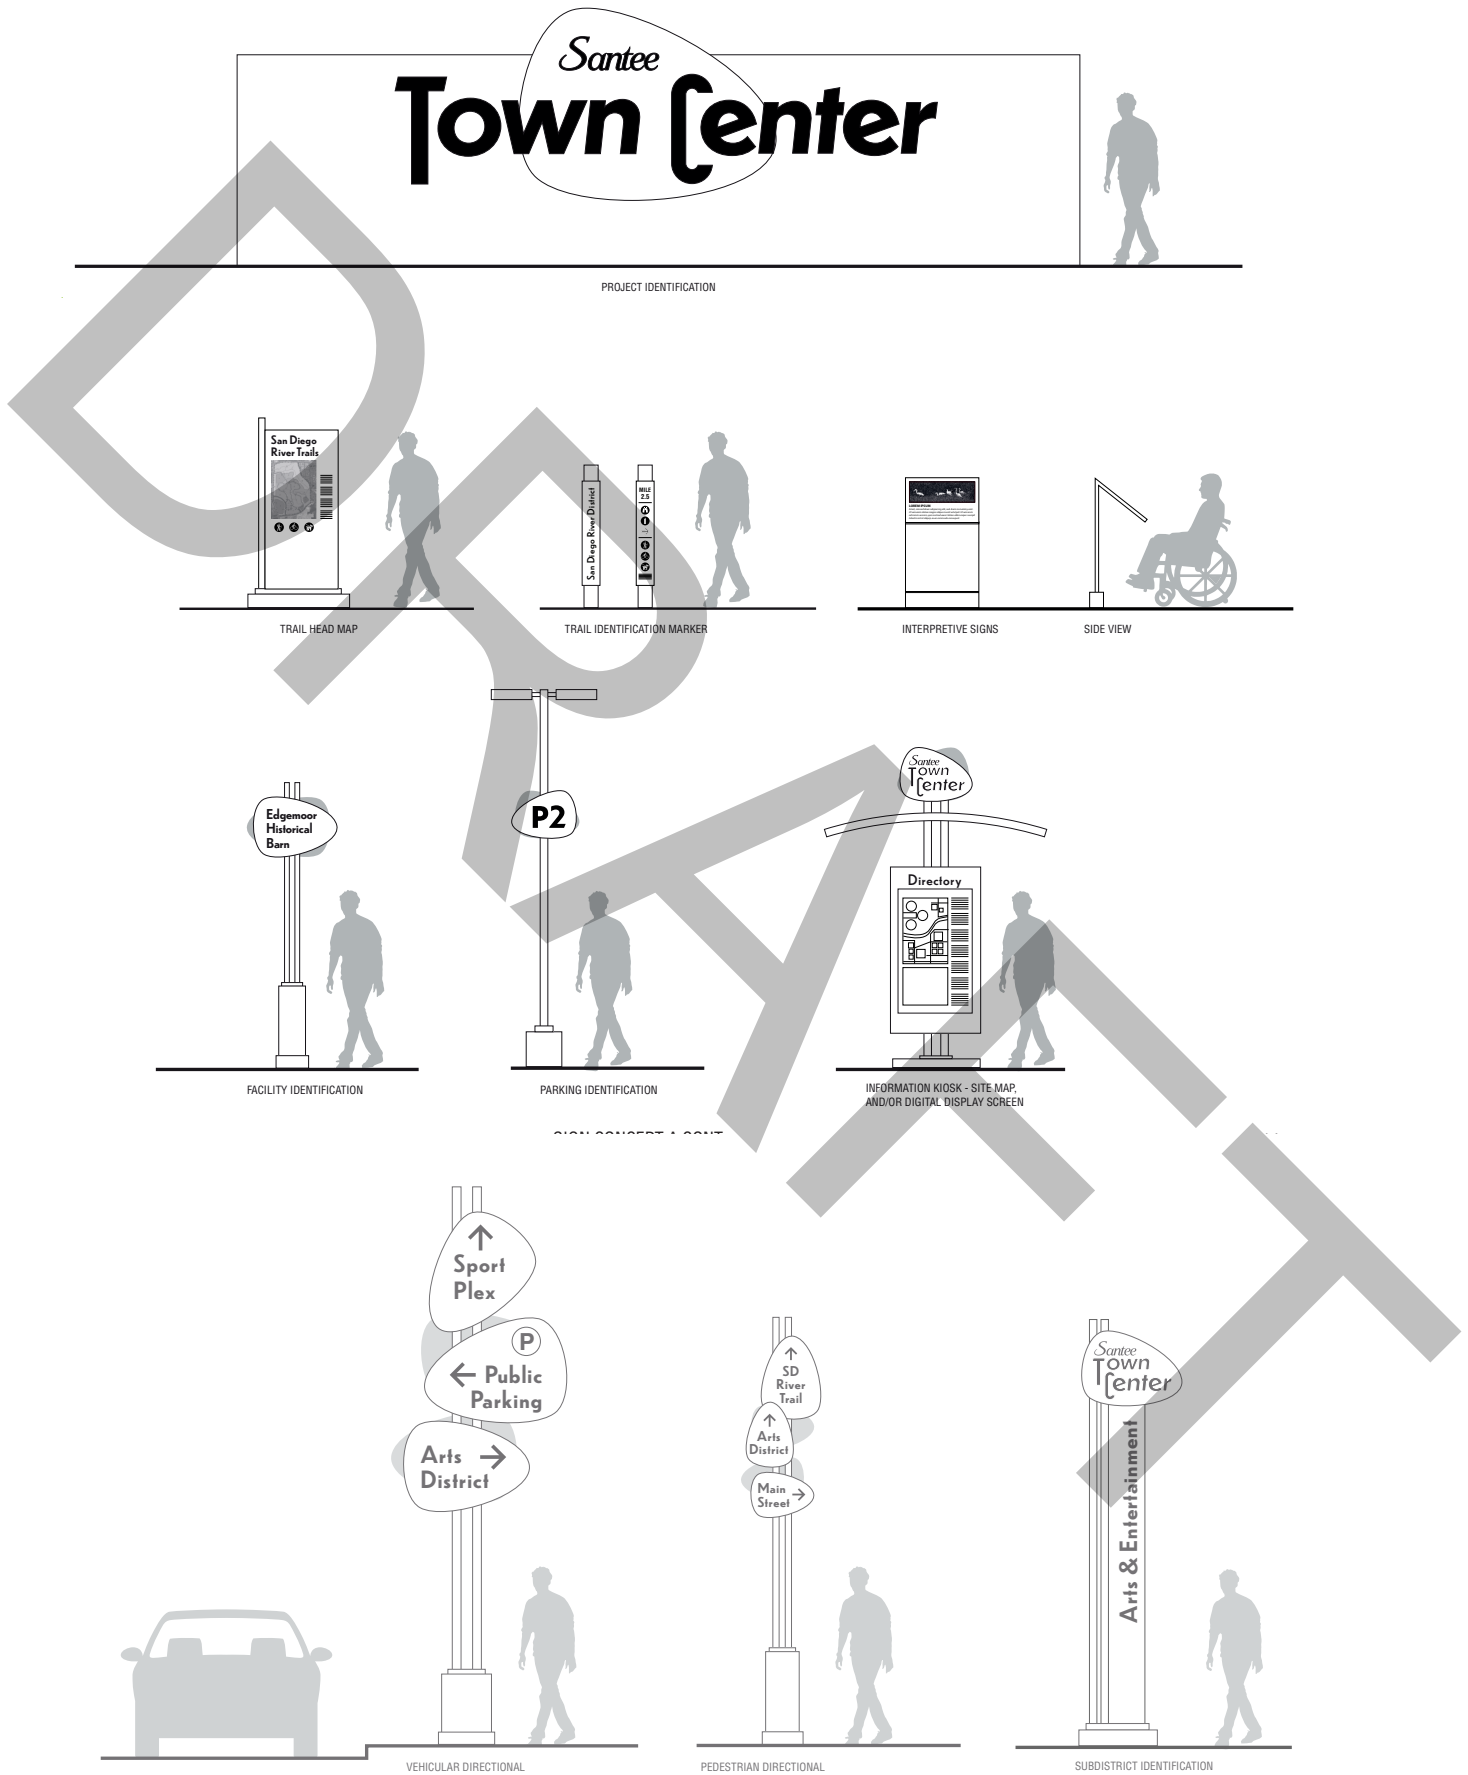 Santee
Town Center
PROJECT IDENTIFICATION
San Diego
River Trails
San Diego River District
MILE
2.5
LOREM IPSUM
TRAIL HEAD MAP
TRAIL IDENTIFICATION MARKER
INTERPRETIVE SIGNS
SIDE VIEW
Edgemoor
Historical
Barn
P2
Santee
Town
Center
Directory
FACILITY IDENTIFICATION
PARKING IDENTIFICATION
INFORMATION KIOSK - SITE MAP,
AND/OR DIGITAL DISPLAY SCREEN
Sport
Plex
P
← Public
Parking
Arts →
District
SD
River
Trail
Arts
District
Main
Street →
Santee
Town
Center
Arts & Entertainment
VEHICULAR DIRECTIONAL
PEDESTRIAN DIRECTIONAL
SUBDISTRICT IDENTIFICATION
DRAFT